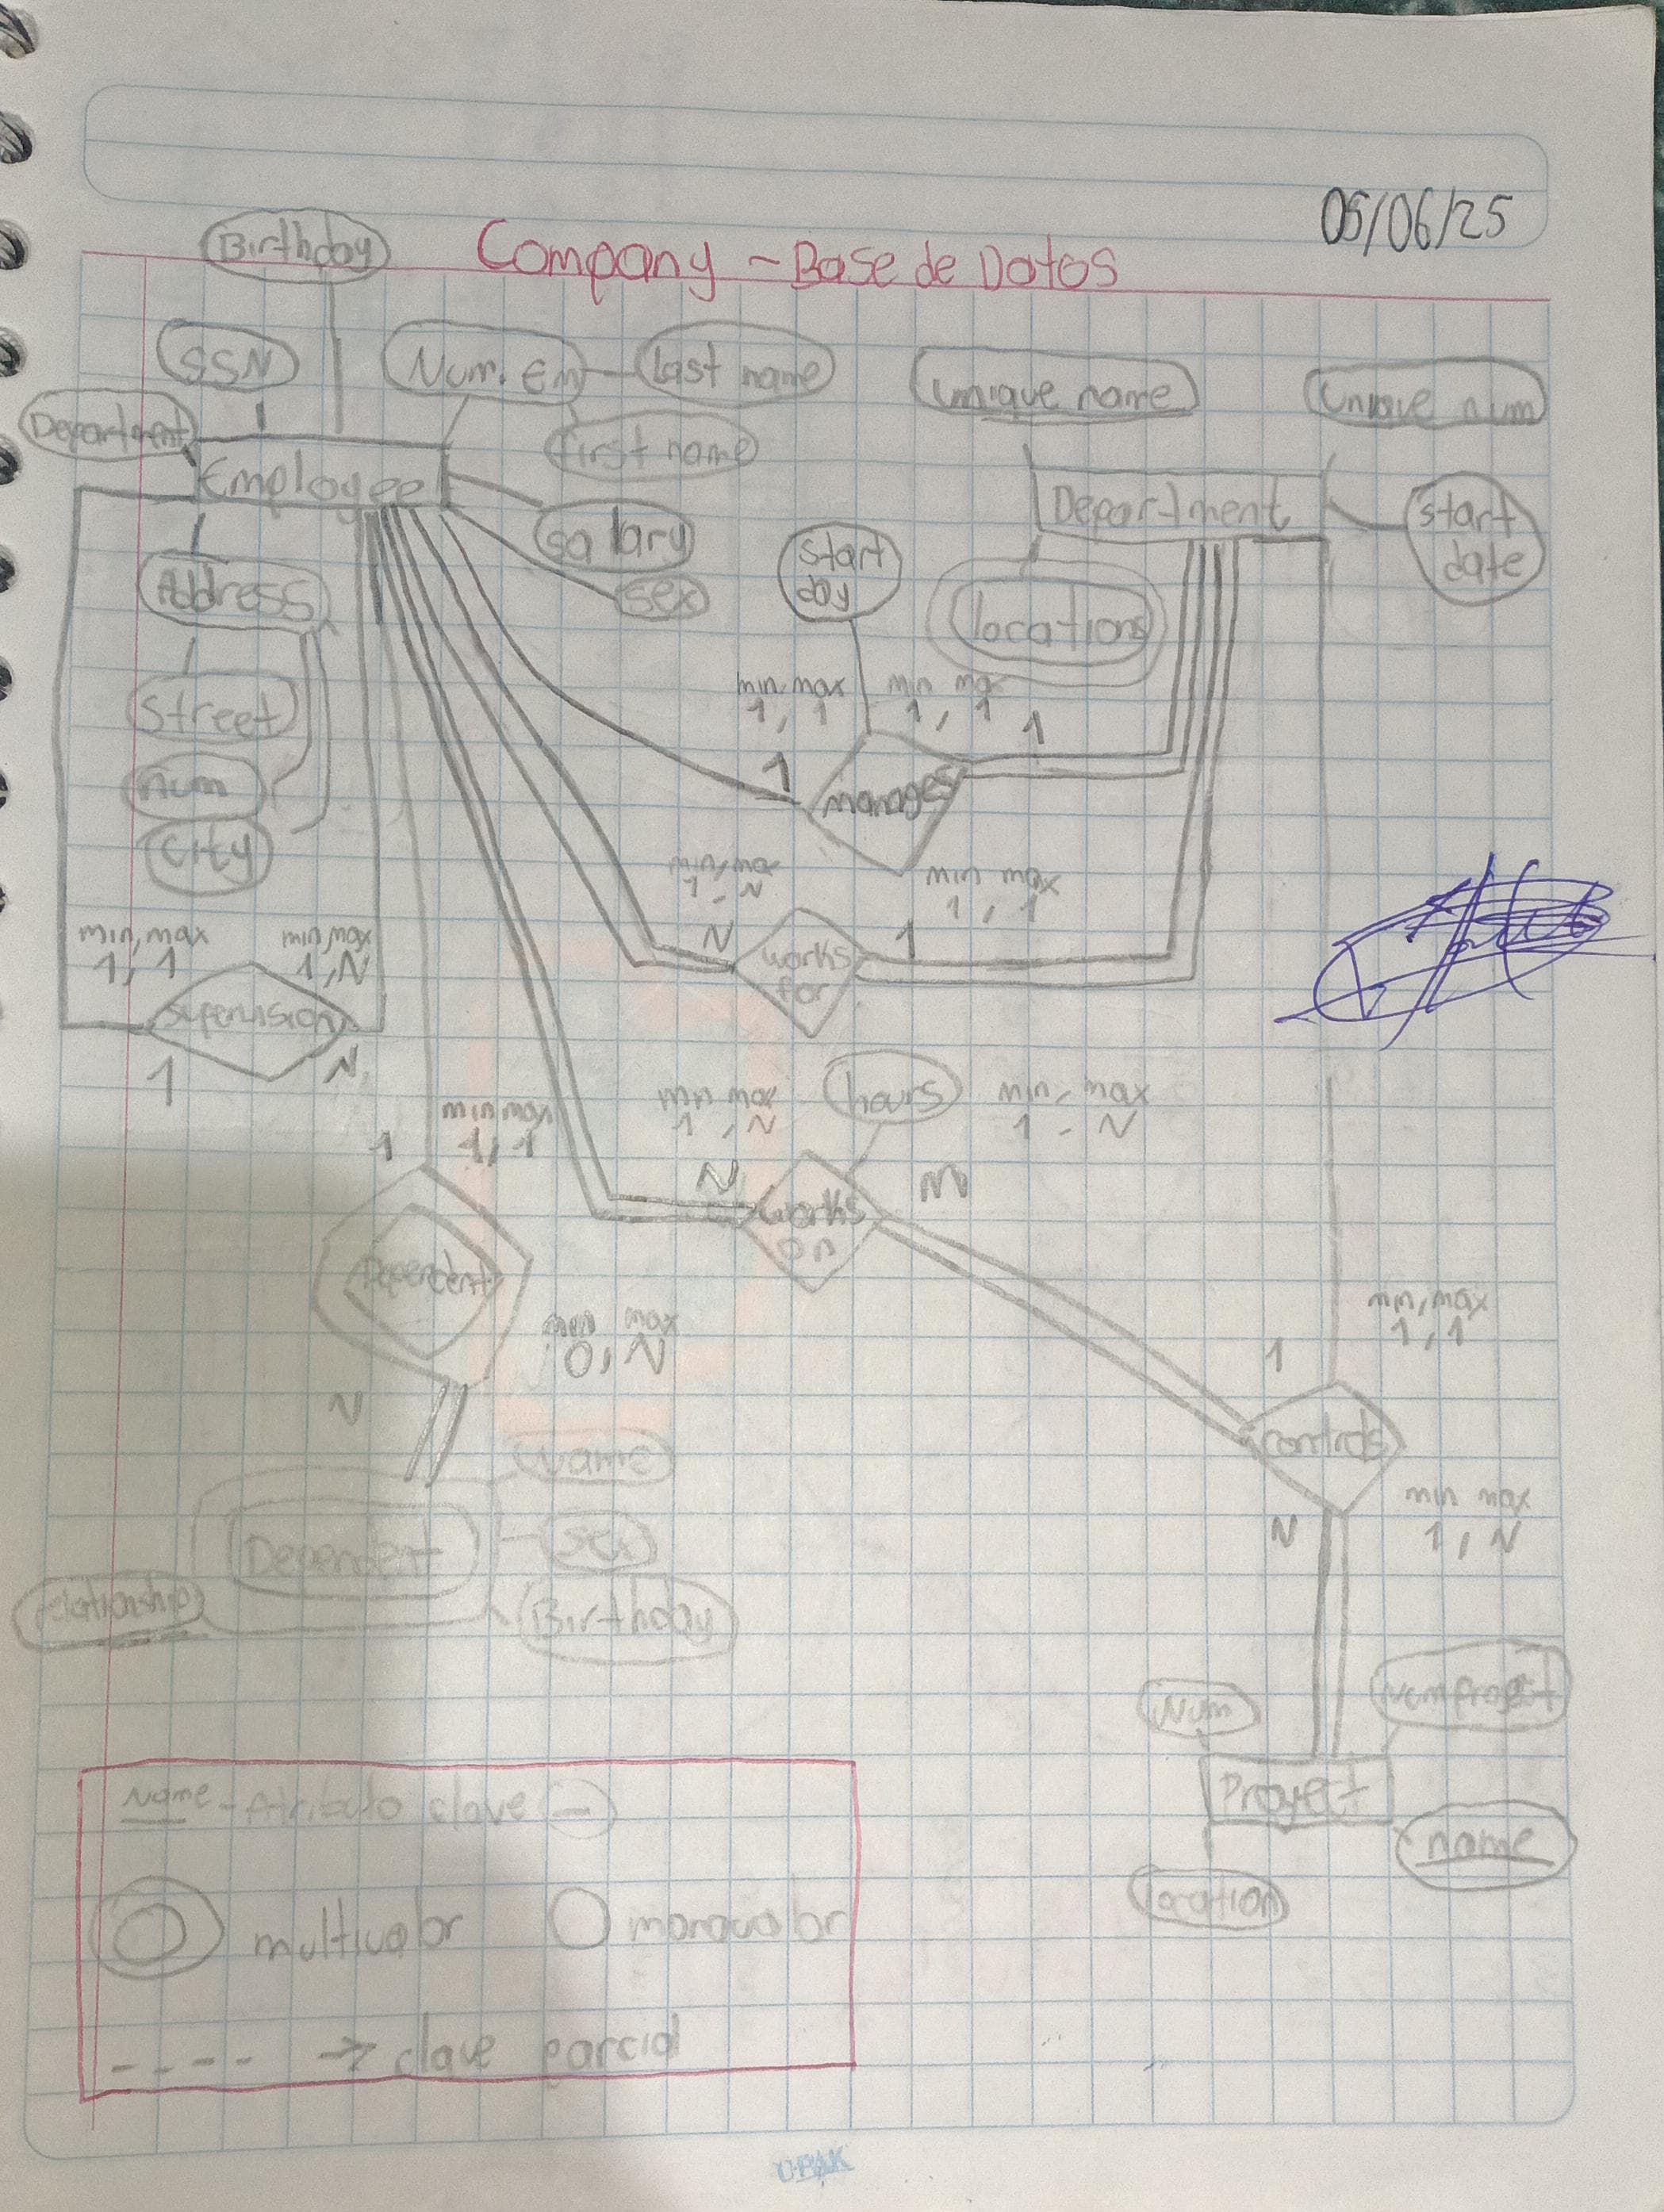 05/06/25
Company - Base de Datos
Birthday
SSN
Num. Em
Last name
Unique name
Unique num
Department
first name
Employee
Department
start
date
salary
start
day
sex
Address
locations
Street
min, max
1, 1
min max
1, 1
1
1
num
manages
City
min, max
1 - N
min max
1, 1
min, max
1, 1
min, max
1, N
N
1
works
for
supervision
1
N
hours
min max
1, N
min, max
1 - N
min max
1, 1
1
N
M
works
on
Dependent
min, max
1, 1
min max
0, N
1
N
controls
Name
min max
1, N
N
Dependent
sex
relationship
Birthday
Num
Proyect
name
location
Name - Atributo clave
multivalor
monovalor
---- → clave parcial